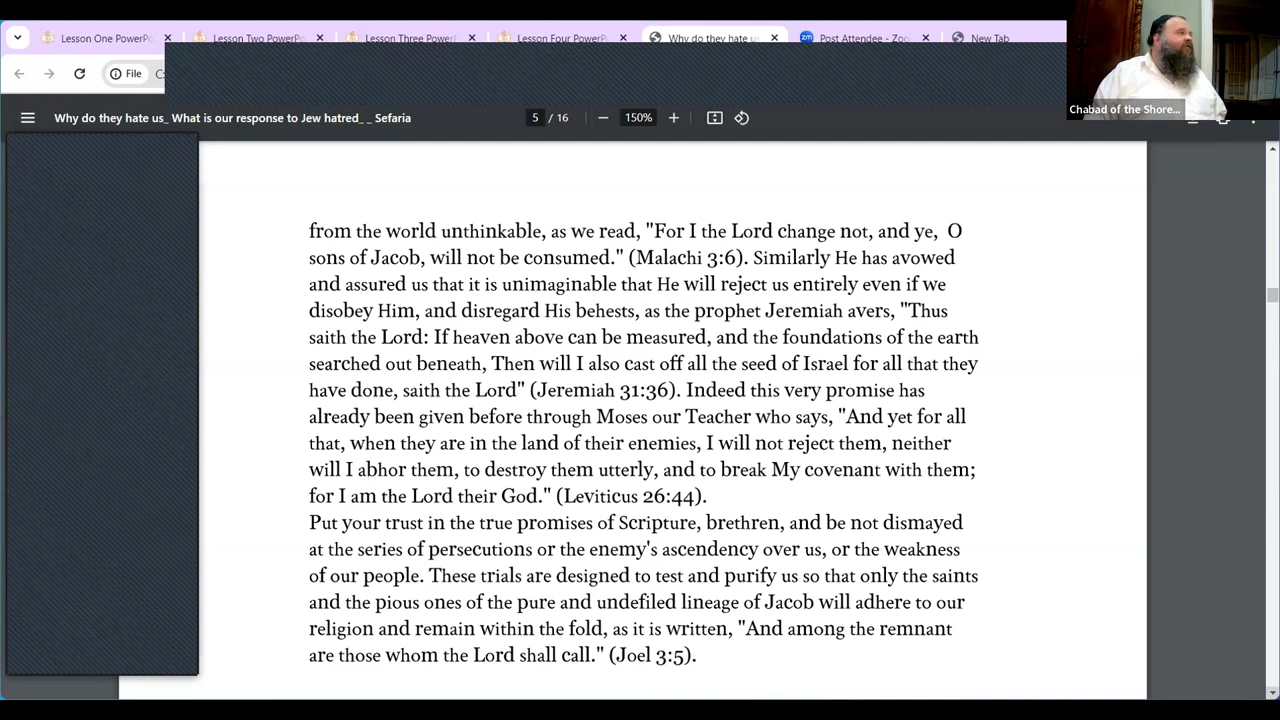 Lesson One PowerPo
Lesson Two PowerP
Lesson Three PowerP
Lesson Four PowerP
Why do they hate us
Post Attendee - Zoo
New Tab
File
Why do they hate us_ What is our response to Jew hatred_ _ Sefaria
5 / 16
150%
Chabad of the Shore...
from the world unthinkable, as we read, "For I the Lord change not, and ye, O
sons of Jacob, will not be consumed." (Malachi 3:6). Similarly He has avowed
and assured us that it is unimaginable that He will reject us entirely even if we
disobey Him, and disregard His behests, as the prophet Jeremiah avers, "Thus
saith the Lord: If heaven above can be measured, and the foundations of the earth
searched out beneath, Then will I also cast off all the seed of Israel for all that they
have done, saith the Lord" (Jeremiah 31:36). Indeed this very promise has
already been given before through Moses our Teacher who says, "And yet for all
that, when they are in the land of their enemies, I will not reject them, neither
will I abhor them, to destroy them utterly, and to break My covenant with them;
for I am the Lord their God." (Leviticus 26:44).
Put your trust in the true promises of Scripture, brethren, and be not dismayed
at the series of persecutions or the enemy's ascendency over us, or the weakness
of our people. These trials are designed to test and purify us so that only the saints
and the pious ones of the pure and undefiled lineage of Jacob will adhere to our
religion and remain within the fold, as it is written, "And among the remnant
are those whom the Lord shall call." (Joel 3:5).